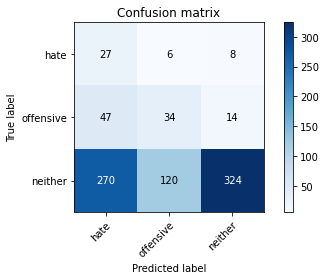 Confusion matrix
True label
hate 27 6 8
offensive 47 34 14
neither 270 120 324
hate offensive neither
Predicted label
300
250
200
150
100
50